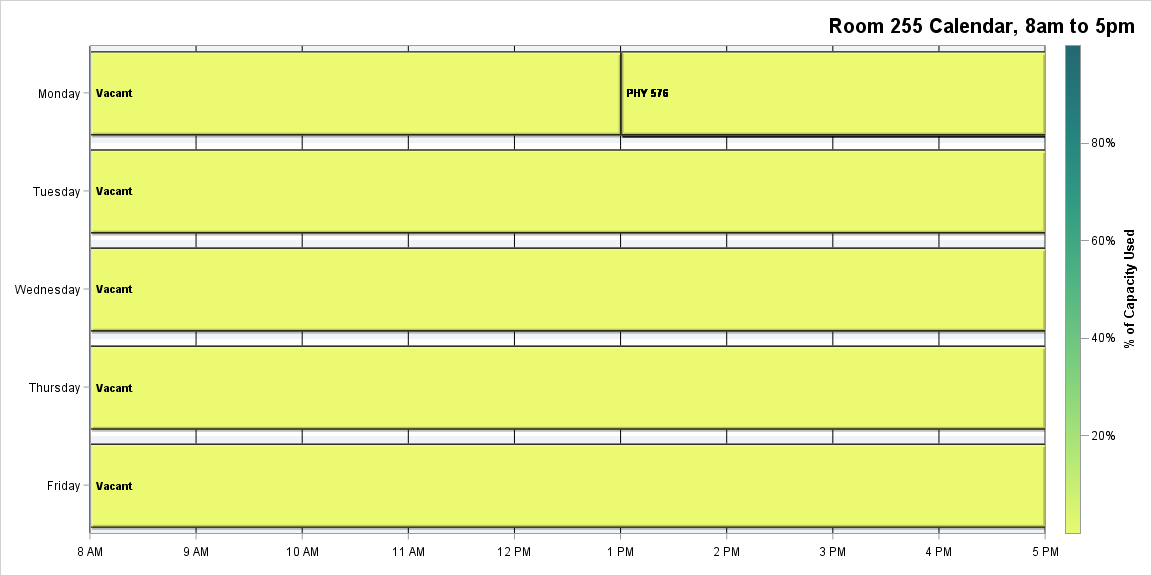 Room 255 Calendar, 8am to 5pm
Monday
Vacant
PHY 576
Tuesday
Vacant
Wednesday
Vacant
Thursday
Vacant
Friday
Vacant
8 AM
9 AM
10 AM
11 AM
12 PM
1 PM
2 PM
3 PM
4 PM
5 PM
80%
60%
40%
20%
% of Capacity Used